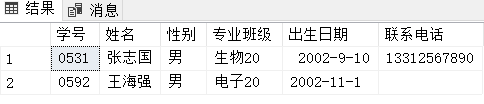 结果 消息
学号 姓名 性别 专业班级 出生日期 联系电话
1 0531 张志国 男 生物20 2002-9-10 13312567890
2 0592 王海强 男 电子20 2002-11-1